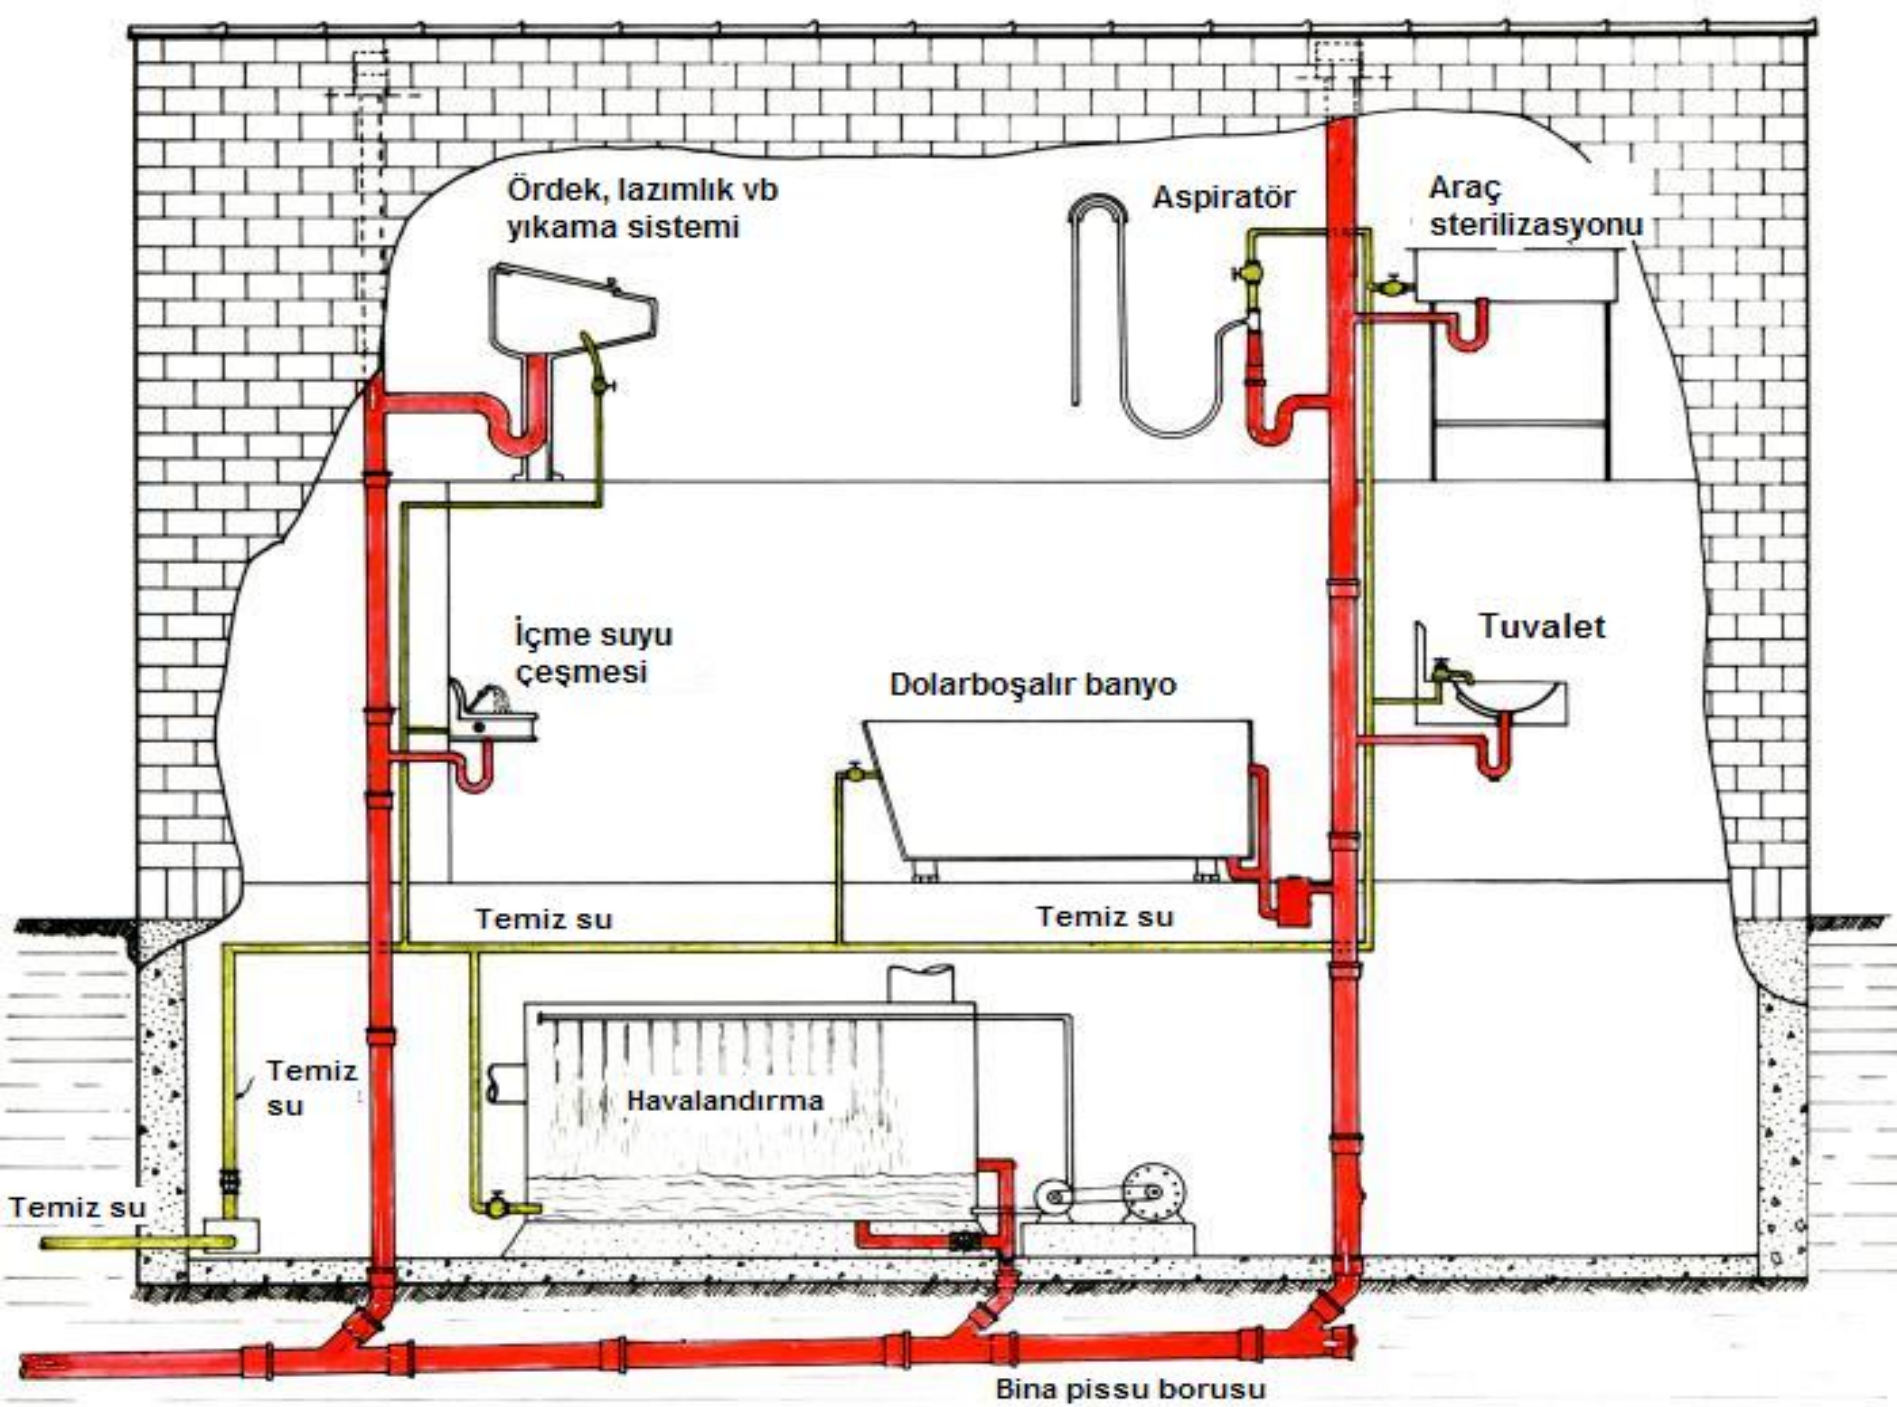 Ördek, lazımlık vb
yıkama sistemi
Aspiratör
Araç
sterilizasyonu
İçme suyu
çeşmesi
Dolarboşalır banyo
Tuvalet
Temiz su
Temiz su
Temiz
su
Havalandırma
Temiz su
Bina pissu borusu